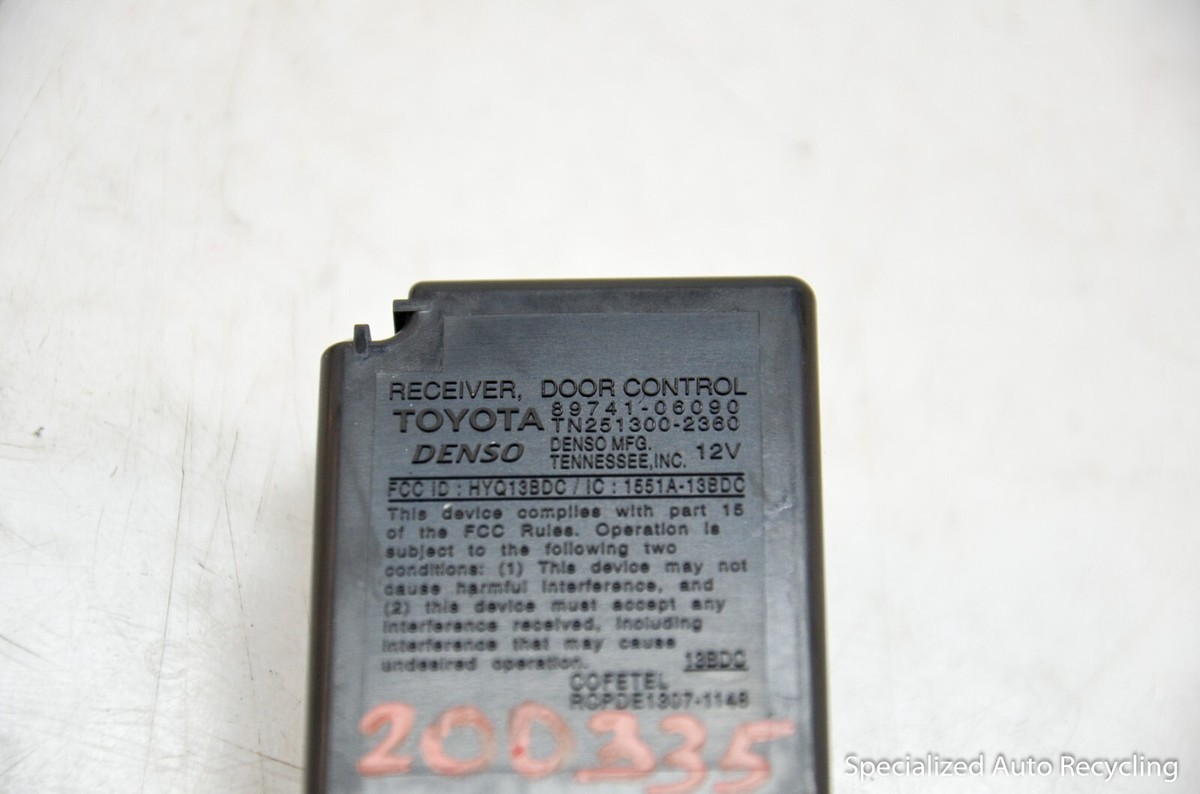 RECEIVER, DOOR CONTROL
TOYOTA 89741-06090
TN251300-2360
DENSO DENSO MFG. 12V
TENNESSEE, INC.
FCC ID : HYQ13BDC / IC : 1551A-13BDC
This device complies with part 15
of the FCC Rules. Operation is
subject to the following two
conditions: (1) This device may not
cause harmful interference, and
(2) this device must accept any
interference received, including
interference that may cause
undesired operation. 13BDC
COFETEL
RCPDE1307-1148
200335
Specialized Auto Recycling